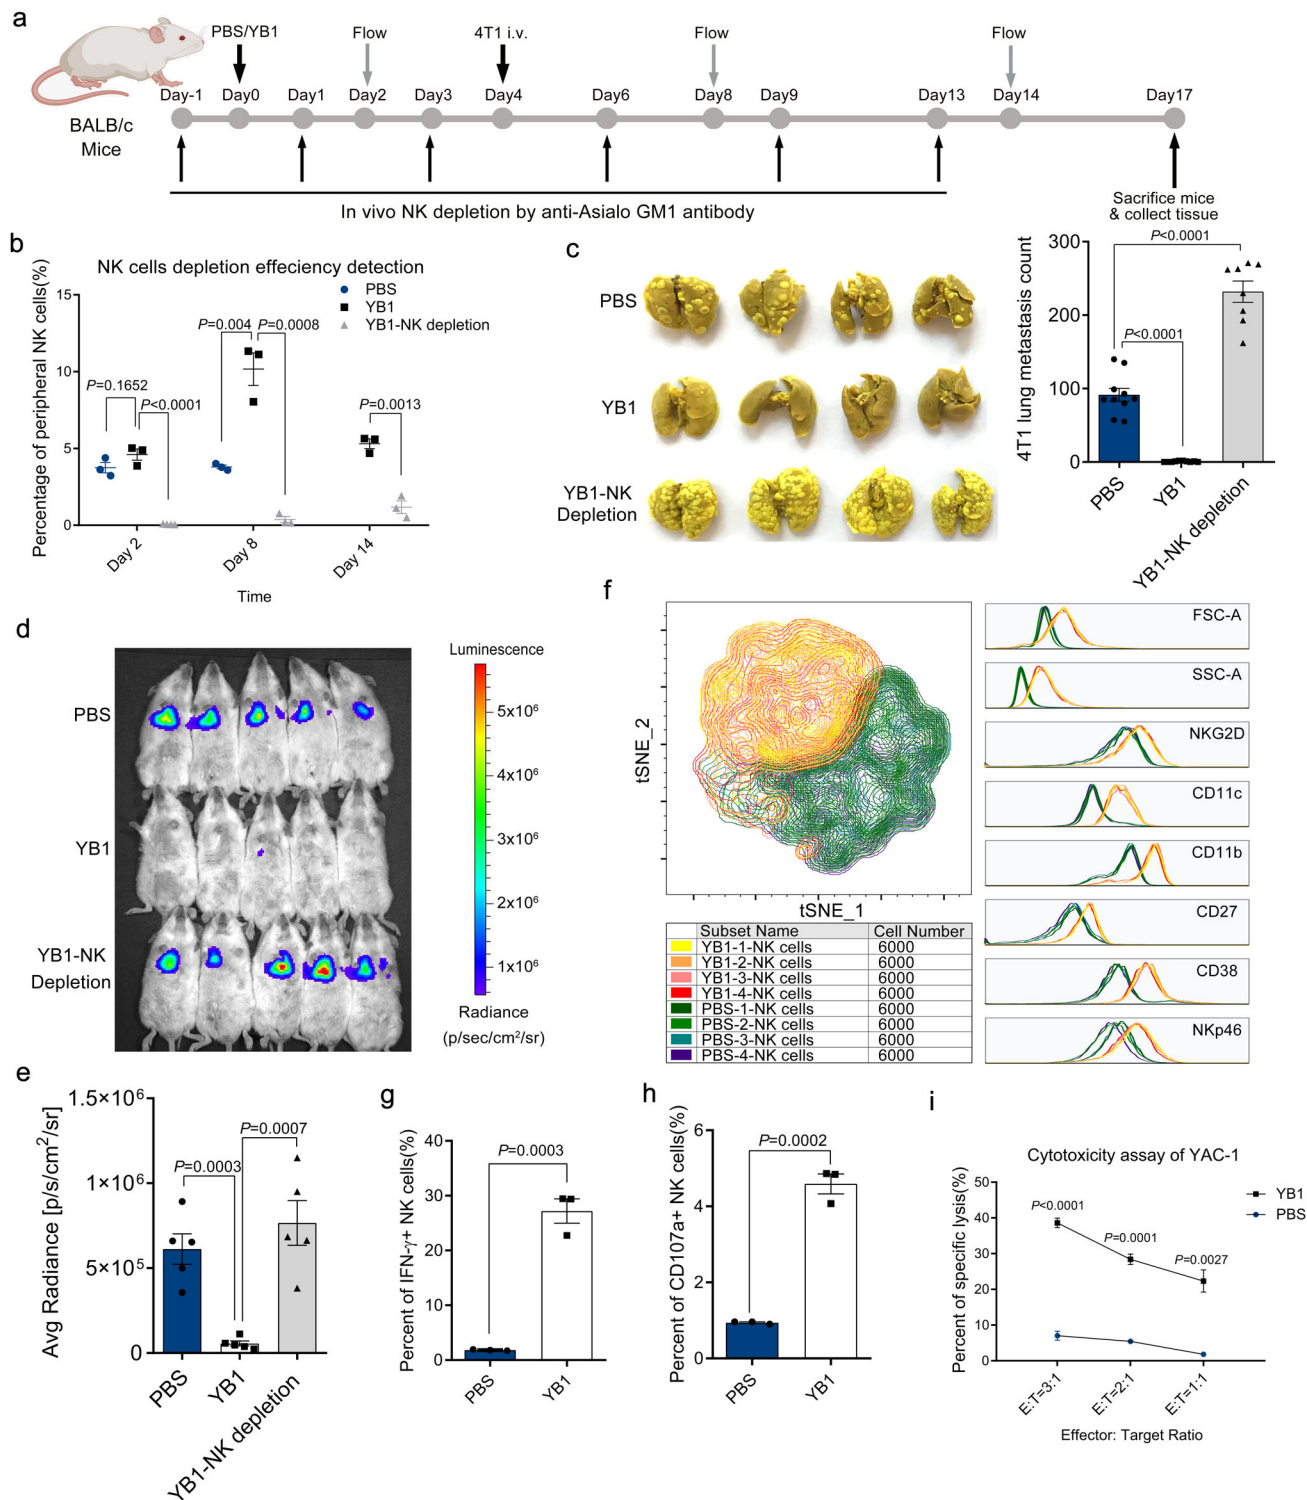 a
PBS/YB1
Flow
4T1 i.v.
Flow
Flow
Day-1
Day0
Day1
Day2
Day3
Day4
Day6
Day8
Day9
Day13
Day14
Day17
BALB/c
Mice
In vivo NK depletion by anti-Asialo GM1 antibody
Sacrifice mice
& collect tissue
b
NK cells depletion effeciency detection
PBS
YB1
YB1-NK depletion
Percentage of peripheral NK cells(%)
15
10
5
0
P=0.1652
P<0.0001
P=0.004
P=0.0008
P=0.0013
Day 2
Day 8
Day 14
Time
c
PBS
YB1
YB1-NK
Depletion
4T1 lung metastasis count
300
200
100
0
P<0.0001
P<0.0001
PBS
YB1
YB1-NK depletion
d
PBS
YB1
YB1-NK
Depletion
Luminescence
5x10⁶
4x10⁶
3x10⁶
2x10⁶
1x10⁶
Radiance
(p/sec/cm²/sr)
e
Avg Radiance [p/s/cm²/sr]
1.5×10⁶
1×10⁶
5×10⁵
0
P=0.0003
P=0.0007
PBS
YB1
YB1-NK depletion
f
tSNE_2
tSNE_1
Subset Name Cell Number
YB1-1-NK cells 6000
YB1-2-NK cells 6000
YB1-3-NK cells 6000
YB1-4-NK cells 6000
PBS-1-NK cells 6000
PBS-2-NK cells 6000
PBS-3-NK cells 6000
PBS-4-NK cells 6000
FSC-A
SSC-A
NKG2D
CD11c
CD11b
CD27
CD38
NKp46
g
Percent of IFN-γ+ NK cells(%)
40
30
20
10
0
P=0.0003
PBS
YB1
h
Percent of CD107a+ NK cells(%)
6
4
2
0
P=0.0002
PBS
YB1
i
Cytotoxicity assay of YAC-1
YB1
PBS
Percent of specific lysis(%)
50
40
30
20
10
0
P<0.0001
P=0.0001
P=0.0027
E:T=3:1
E:T=2:1
E:T=1:1
Effector: Target Ratio